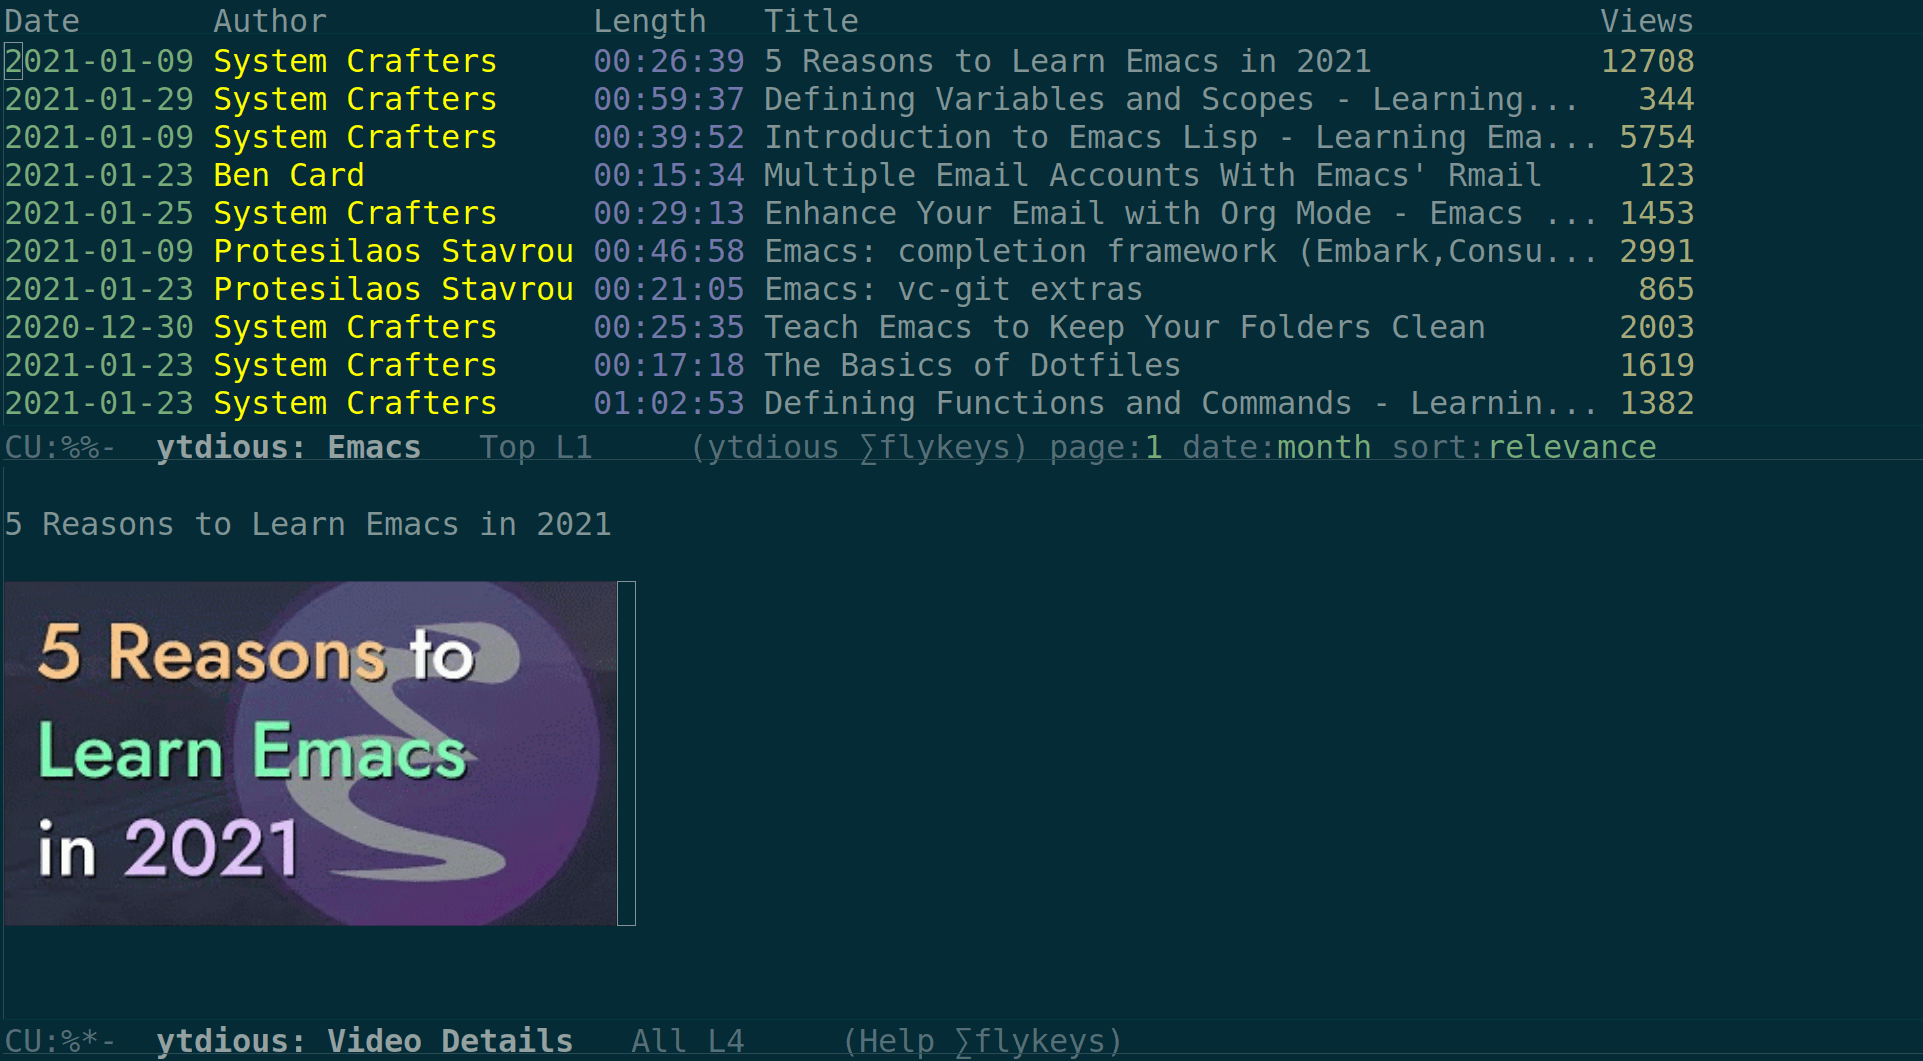 Date Author Length Title Views
2021-01-09 System Crafters 00:26:39 5 Reasons to Learn Emacs in 2021 12708
2021-01-29 System Crafters 00:59:37 Defining Variables and Scopes - Learning... 344
2021-01-09 System Crafters 00:39:52 Introduction to Emacs Lisp - Learning Ema... 5754
2021-01-23 Ben Card 00:15:34 Multiple Email Accounts With Emacs' Rmail 123
2021-01-25 System Crafters 00:29:13 Enhance Your Email with Org Mode - Emacs ... 1453
2021-01-09 Protesilaos Stavrou 00:46:58 Emacs: completion framework (Embark,Consu... 2991
2021-01-23 Protesilaos Stavrou 00:21:05 Emacs: vc-git extras 865
2020-12-30 System Crafters 00:25:35 Teach Emacs to Keep Your Folders Clean 2003
2021-01-23 System Crafters 00:17:18 The Basics of Dotfiles 1619
2021-01-23 System Crafters 01:02:53 Defining Functions and Commands - Learnin... 1382
CU:%%- ytdious: Emacs Top L1 (ytdious ∑flykeys) page:1 date:month sort:relevance
5 Reasons to Learn Emacs in 2021
5 Reasons to
Learn Emacs
in 2021
CU:%*- ytdious: Video Details All L4 (Help ∑flykeys)